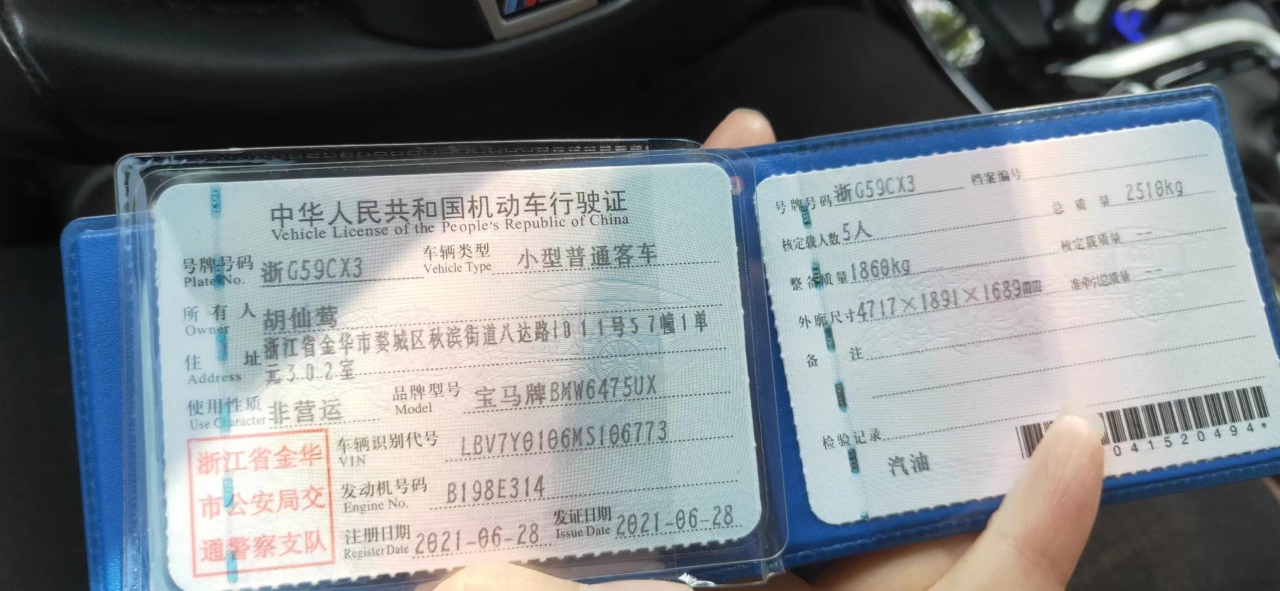 中华人民共和国机动车行驶证
Vehicle License of the People's Republic of China
号牌号码 浙G59CX3 车辆类型 小型普通客车
Plate No. Vehicle Type
所有人 胡仙莺
Owner
住址 浙江省金华市婺城区秋滨街道八达路1011号57幢1单
Address 元302室
使用性质 非营运 品牌型号 宝马牌BMW6475UX
Use Character Model
浙江省金华
市公安局交
通警察支队
车辆识别代号 LBV7Y0106MS106773
VIN
发动机号码 B198E314
Engine No.
注册日期 2021-06-28 发证日期 2021-06-28
Register Date Issue Date
号牌号码 浙G59CX3 档案编号
核定载人数 5人 总质量 2510kg
整备质量 1860kg 核定载质量 --
外廓尺寸 4717×1891×1689mm 准牵引总质量 --
备注
检验记录
汽油
041520494*